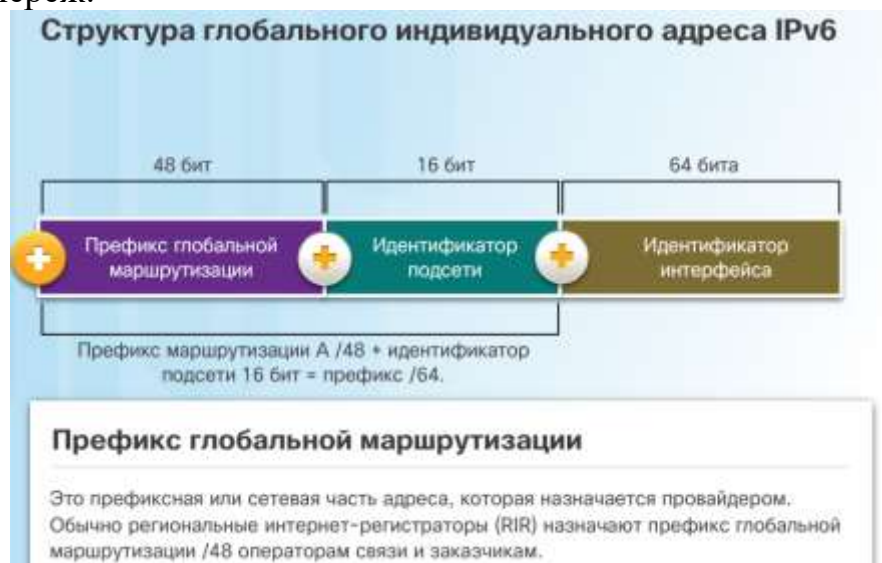 Структура глобального индивидуального адреса IPv6
48 бит 16 бит 64 бита
Префикс глобальной маршрутизации
Идентификатор подсети
Идентификатор интерфейса
Префикс маршрутизации A /48 + идентификатор
подсети 16 бит = префикс /64.
Префикс глобальной маршрутизации
Это префиксная или сетевая часть адреса, которая назначается провайдером.
Обычно региональные интернет-регистраторы (RIR) назначают префикс глобальной
маршрутизации /48 операторам связи и заказчикам.